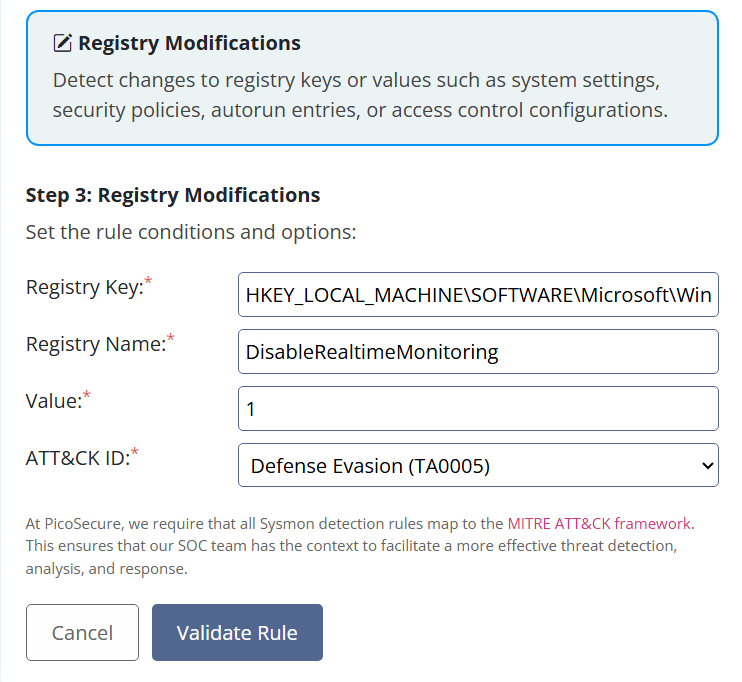 Registry Modifications
Detect changes to registry keys or values such as system settings,
security policies, autorun entries, or access control configurations.
Step 3: Registry Modifications
Set the rule conditions and options:
Registry Key:* HKEY_LOCAL_MACHINE\SOFTWARE\Microsoft\Win
Registry Name:* DisableRealtimeMonitoring
Value:* 1
ATT&CK ID:* Defense Evasion (TA0005)
At PicoSecure, we require that all Sysmon detection rules map to the MITRE ATT&CK framework.
This ensures that our SOC team has the context to facilitate a more effective threat detection,
analysis, and response.
Cancel Validate Rule